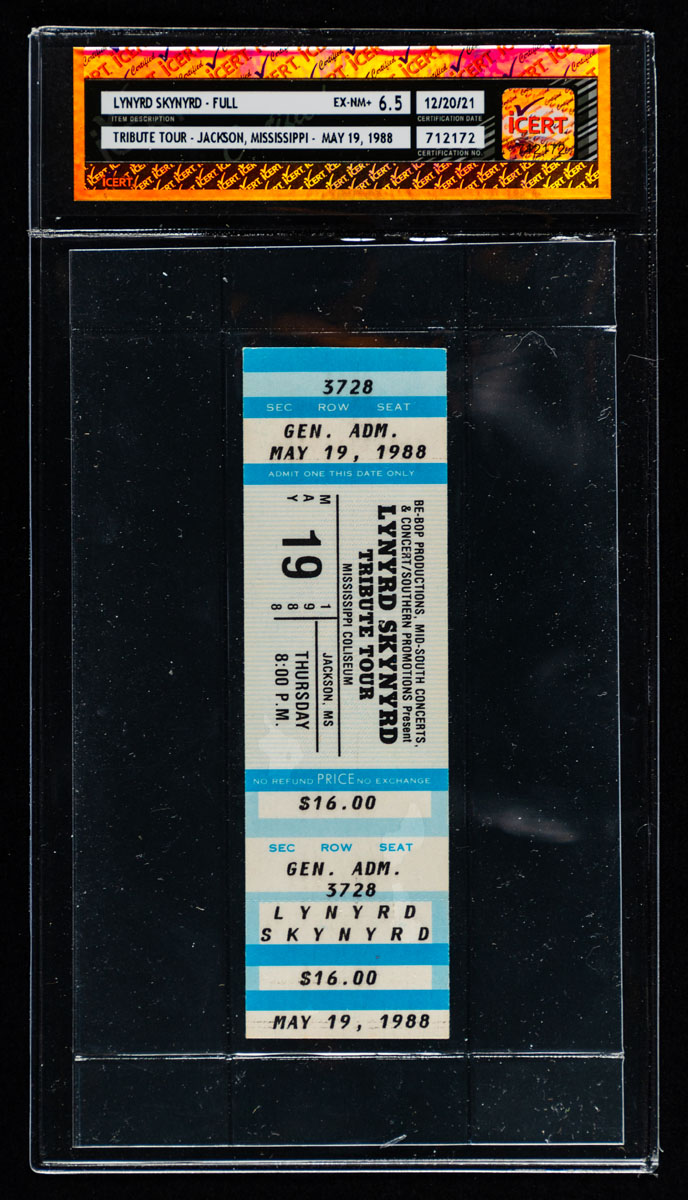 LYNYRD SKYNYRD - FULL EX-NM+ 6.5 12/20/21
ITEM DESCRIPTION CERTIFICATION DATE
TRIBUTE TOUR - JACKSON, MISSISSIPPI - MAY 19, 1988 712172
CERTIFICATION NO.
iCERT
3728
SEC ROW SEAT
GEN. ADM.
MAY 19, 1988
ADMIT ONE THIS DATE ONLY
BE-BOP PRODUCTIONS, MID-SOUTH CONCERTS,
& CONCERT/SOUTHERN PROMOTIONS Present
LYNYRD SKYNYRD
TRIBUTE TOUR
MISSISSIPPI COLISEUM
JACKSON, MS
MAY 19 1988
THURSDAY
8:00 P.M.
NO REFUND PRICE NO EXCHANGE
$16.00
SEC ROW SEAT
GEN. ADM.
3728
LYNYRD
SKYNYRD
$16.00
MAY 19, 1988